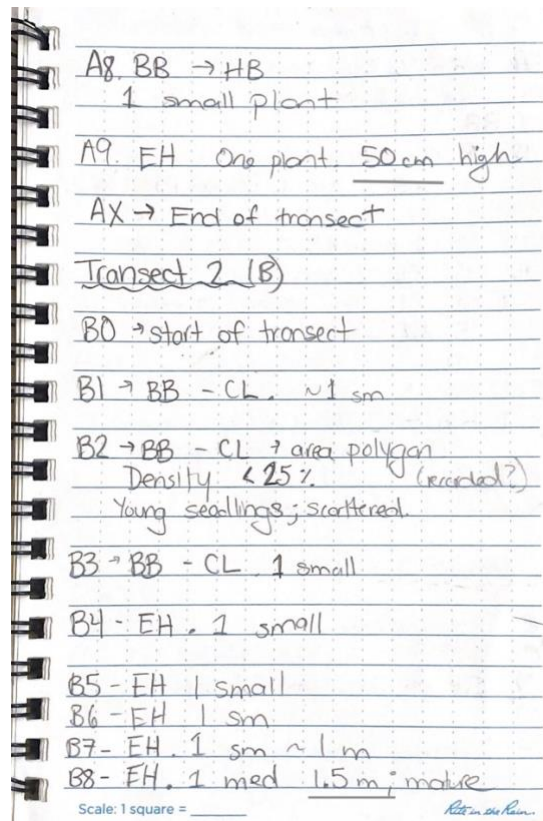 A8. BB → HB
1 small plant
A9. EH One plant. 50 cm high
AX → End of transect
Transect 2 (B)
B0 → start of transect
B1 → BB - CL. ~1 sm
B2 → BB - CL → area polygon
Density <25%. (recorded?)
Young seedlings; scattered.
B3 → BB - CL. 1 small
B4 - EH. 1 small
B5 - EH 1 small
B6 - EH 1 sm
B7 - EH. 1 sm ~ 1 m
B8 - EH. 1 med 1.5 m; mature
Scale: 1 square = ______ Rite in the Rain